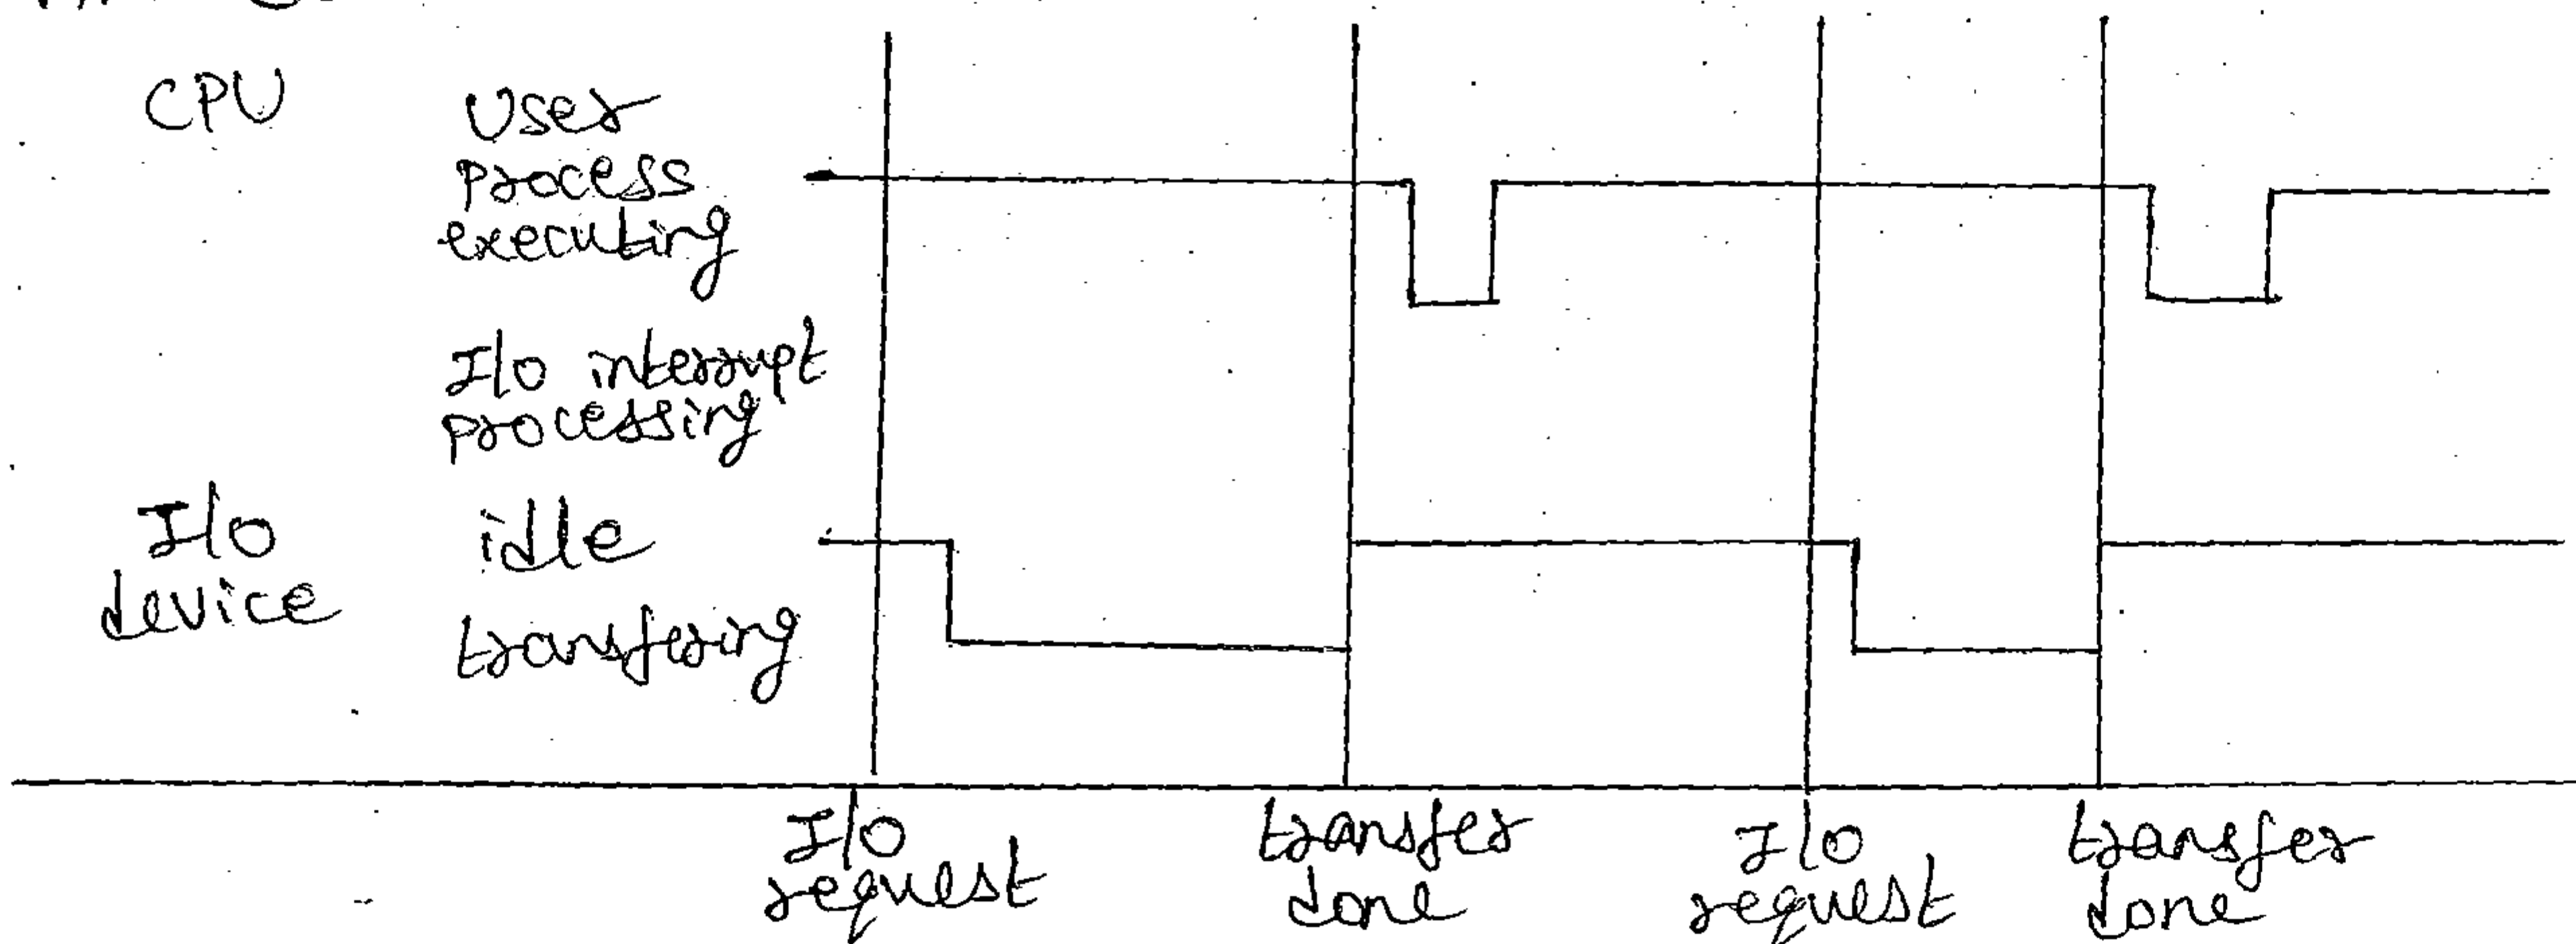 CPU
User
process
executing
I/O interrupt
processing
I/O
device
idle
transfering
I/O
request
transfer
done
I/O
request
transfer
done